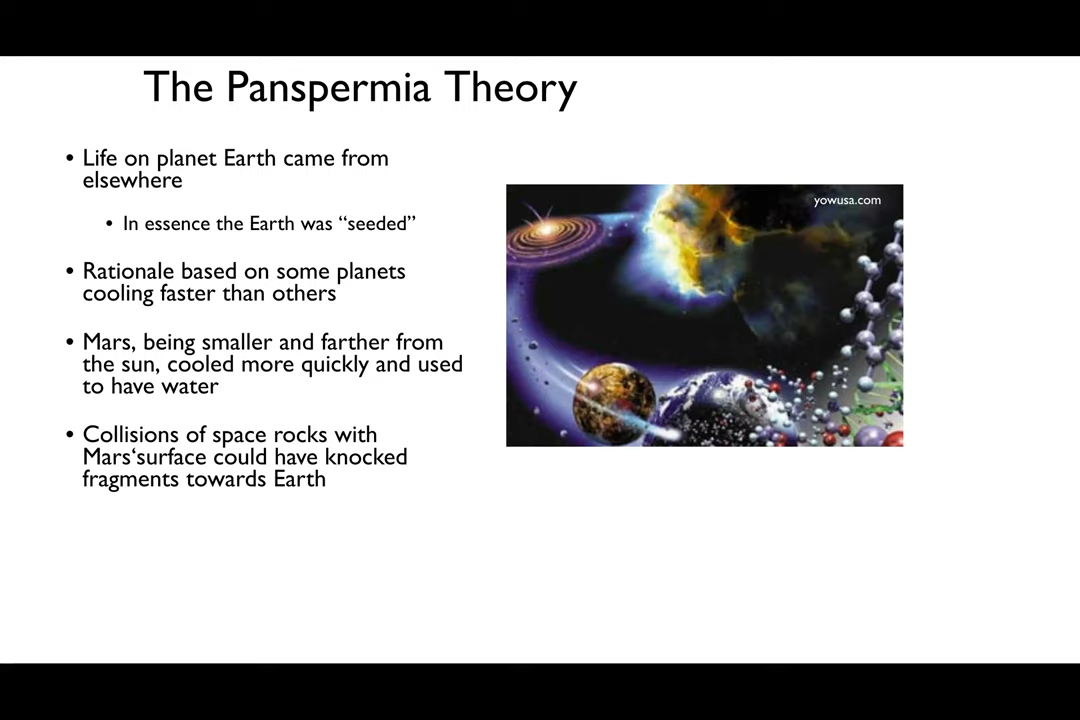 The Panspermia Theory
• Life on planet Earth came from
elsewhere
• In essence the Earth was “seeded”
• Rationale based on some planets
cooling faster than others
• Mars, being smaller and farther from
the sun, cooled more quickly and used
to have water
• Collisions of space rocks with
Mars‘surface could have knocked
fragments towards Earth
yowusa.com